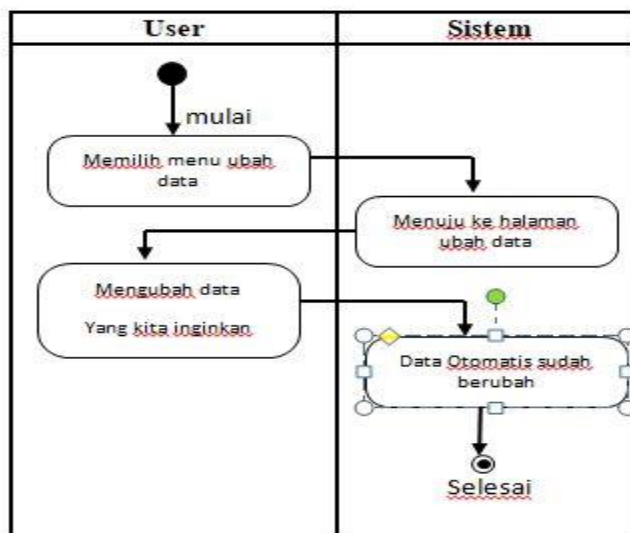 User
Sistem
mulai
Memilih menu ubah
data
Menuju ke halaman
ubah data
Mengubah data
Yang kita inginkan
Data Otomatis sudah
berubah
Selesai